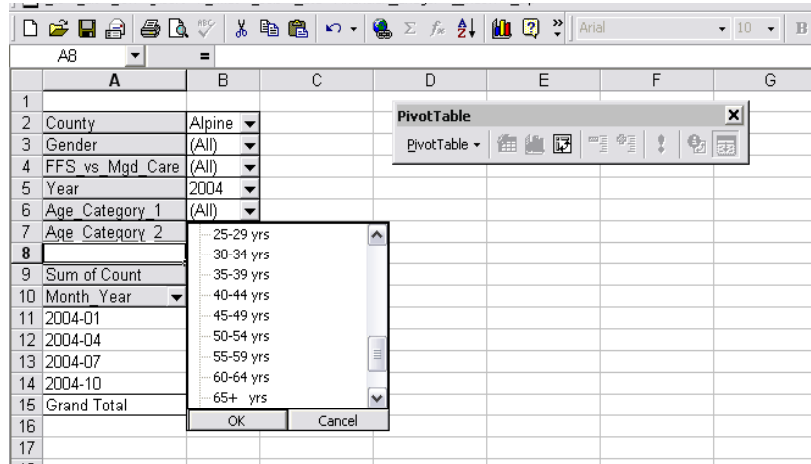 Arial 10 B
A8 =
A B C D E F G
1
2 County Alpine
3 Gender (All)
4 FFS_vs_Mgd_Care (All)
5 Year 2004
6 Age_Category_1 (All)
7 Age_Category_2
8
9 Sum of Count
10 Month_Year
11 2004-01
12 2004-04
13 2004-07
14 2004-10
15 Grand Total
16
17
PivotTable
PivotTable
25-29 yrs
30-34 yrs
35-39 yrs
40-44 yrs
45-49 yrs
50-54 yrs
55-59 yrs
60-64 yrs
65+ yrs
OK Cancel